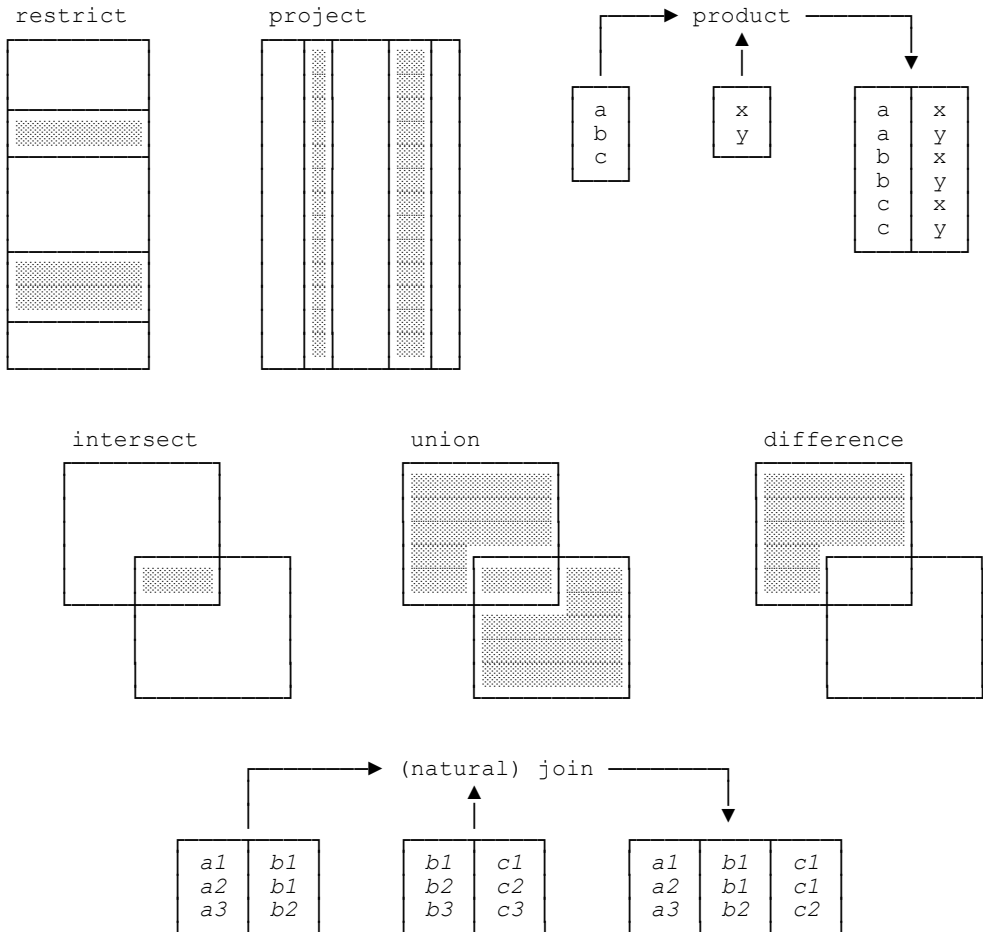 restrict project product
a x a x
b y a y
c b x
b y
c x
c y
intersect union difference
(natural) join
a1 b1 b1 c1 a1 b1 c1
a2 b1 b2 c2 a2 b1 c1
a3 b2 b3 c3 a3 b2 c2